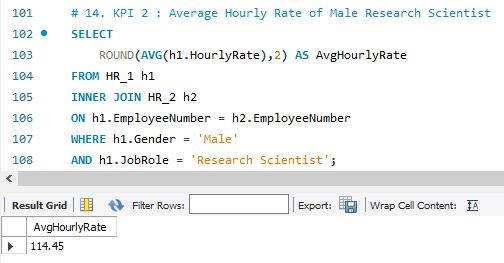 101 # 14. KPI 2 : Average Hourly Rate of Male Research Scientist
102 SELECT
103 ROUND(AVG(h1.HourlyRate),2) AS AvgHourlyRate
104 FROM HR_1 h1
105 INNER JOIN HR_2 h2
106 ON h1.EmployeeNumber = h2.EmployeeNumber
107 WHERE h1.Gender = 'Male'
108 AND h1.JobRole = 'Research Scientist';
Result Grid Filter Rows: Export: Wrap Cell Content:
AvgHourlyRate
114.45